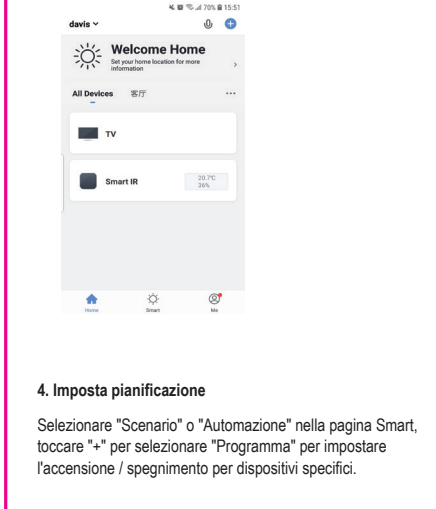 70% 15:51
davis
Welcome Home
Set your home location for more
information
All Devices 客厅 ...
TV
Smart IR
20.7℃
36%
Home Smart Me
4. Imposta pianificazione
Selezionare "Scenario" o "Automazione" nella pagina Smart,
toccare "+" per selezionare "Programma" per impostare
l'accensione / spegnimento per dispositivi specifici.